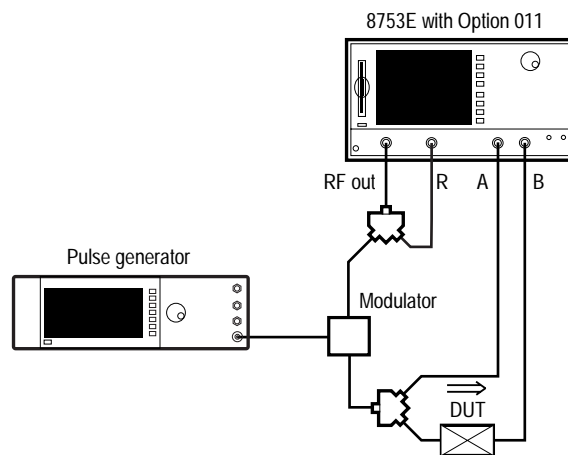 8753E with Option 011
RF out
R
A
B
Pulse generator
Modulator
DUT